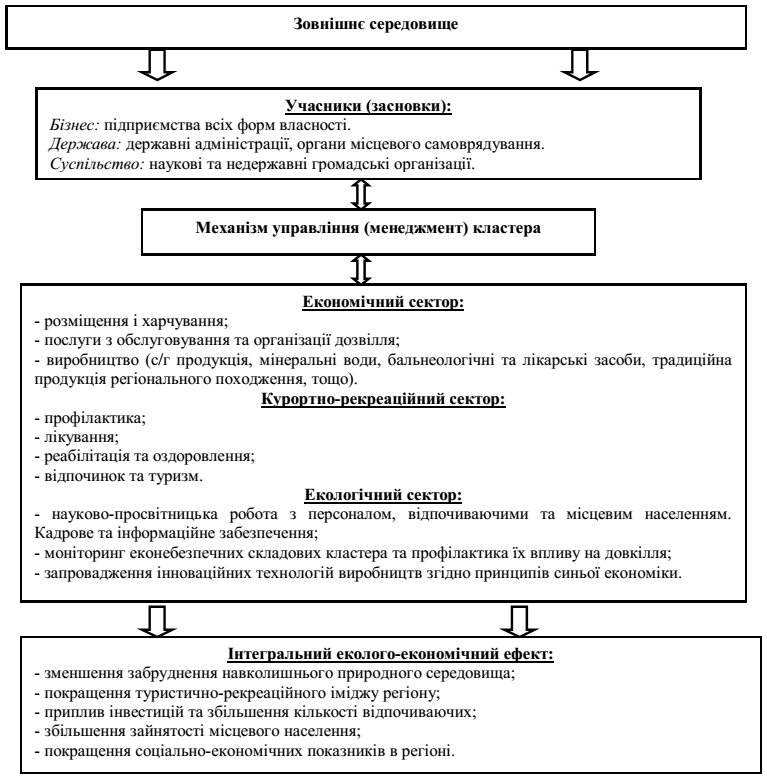 Зовнішнє середовище
Учасники (засновки):
Бізнес: підприємства всіх форм власності.
Держава: державні адміністрації, органи місцевого самоврядування.
Суспільство: наукові та недержавні громадські організації.
Механізм управління (менеджмент) кластера
Економічний сектор:
- розміщення і харчування;
- послуги з обслуговування та організації дозвілля;
- виробництво (с/г продукція, мінеральні води, бальнеологічні та лікарські засоби, традиційна
продукція регіонального походження, тощо).
Курортно-рекреаційний сектор:
- профілактика;
- лікування;
- реабілітація та оздоровлення;
- відпочинок та туризм.
Екологічний сектор:
- науково-просвітницька робота з персоналом, відпочиваючими та місцевим населенням.
Кадрове та інформаційне забезпечення;
- моніторинг еконебезпечних складових кластера та профілактика їх впливу на довкілля;
- запровадження інноваційних технологій виробництв згідно принципів синьої економіки.
Інтегральний еколого-економічний ефект:
- зменшення забруднення навколишнього природного середовища;
- покращення туристично-рекреаційного іміджу регіону;
- приплив інвестицій та збільшення кількості відпочиваючих;
- збільшення зайнятості місцевого населення;
- покращення соціально-економічних показників в регіоні.